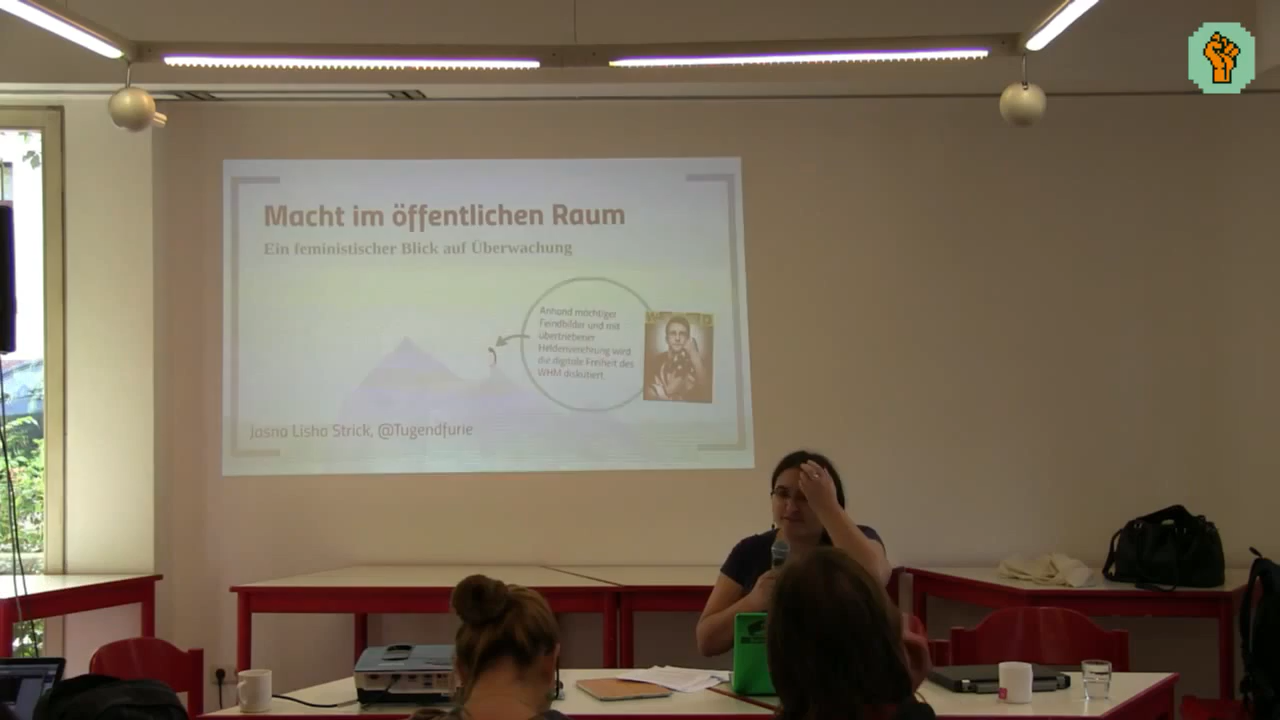 Macht im öffentlichen Raum
Ein feministischer Blick auf Überwachung
Anhand mächtiger
Feindbilder und mit
übertriebener
Heldenverehrung wird
die digitale Freiheit des
WHM diskutiert
Jasna Lisha Strick, @Tugendfurie